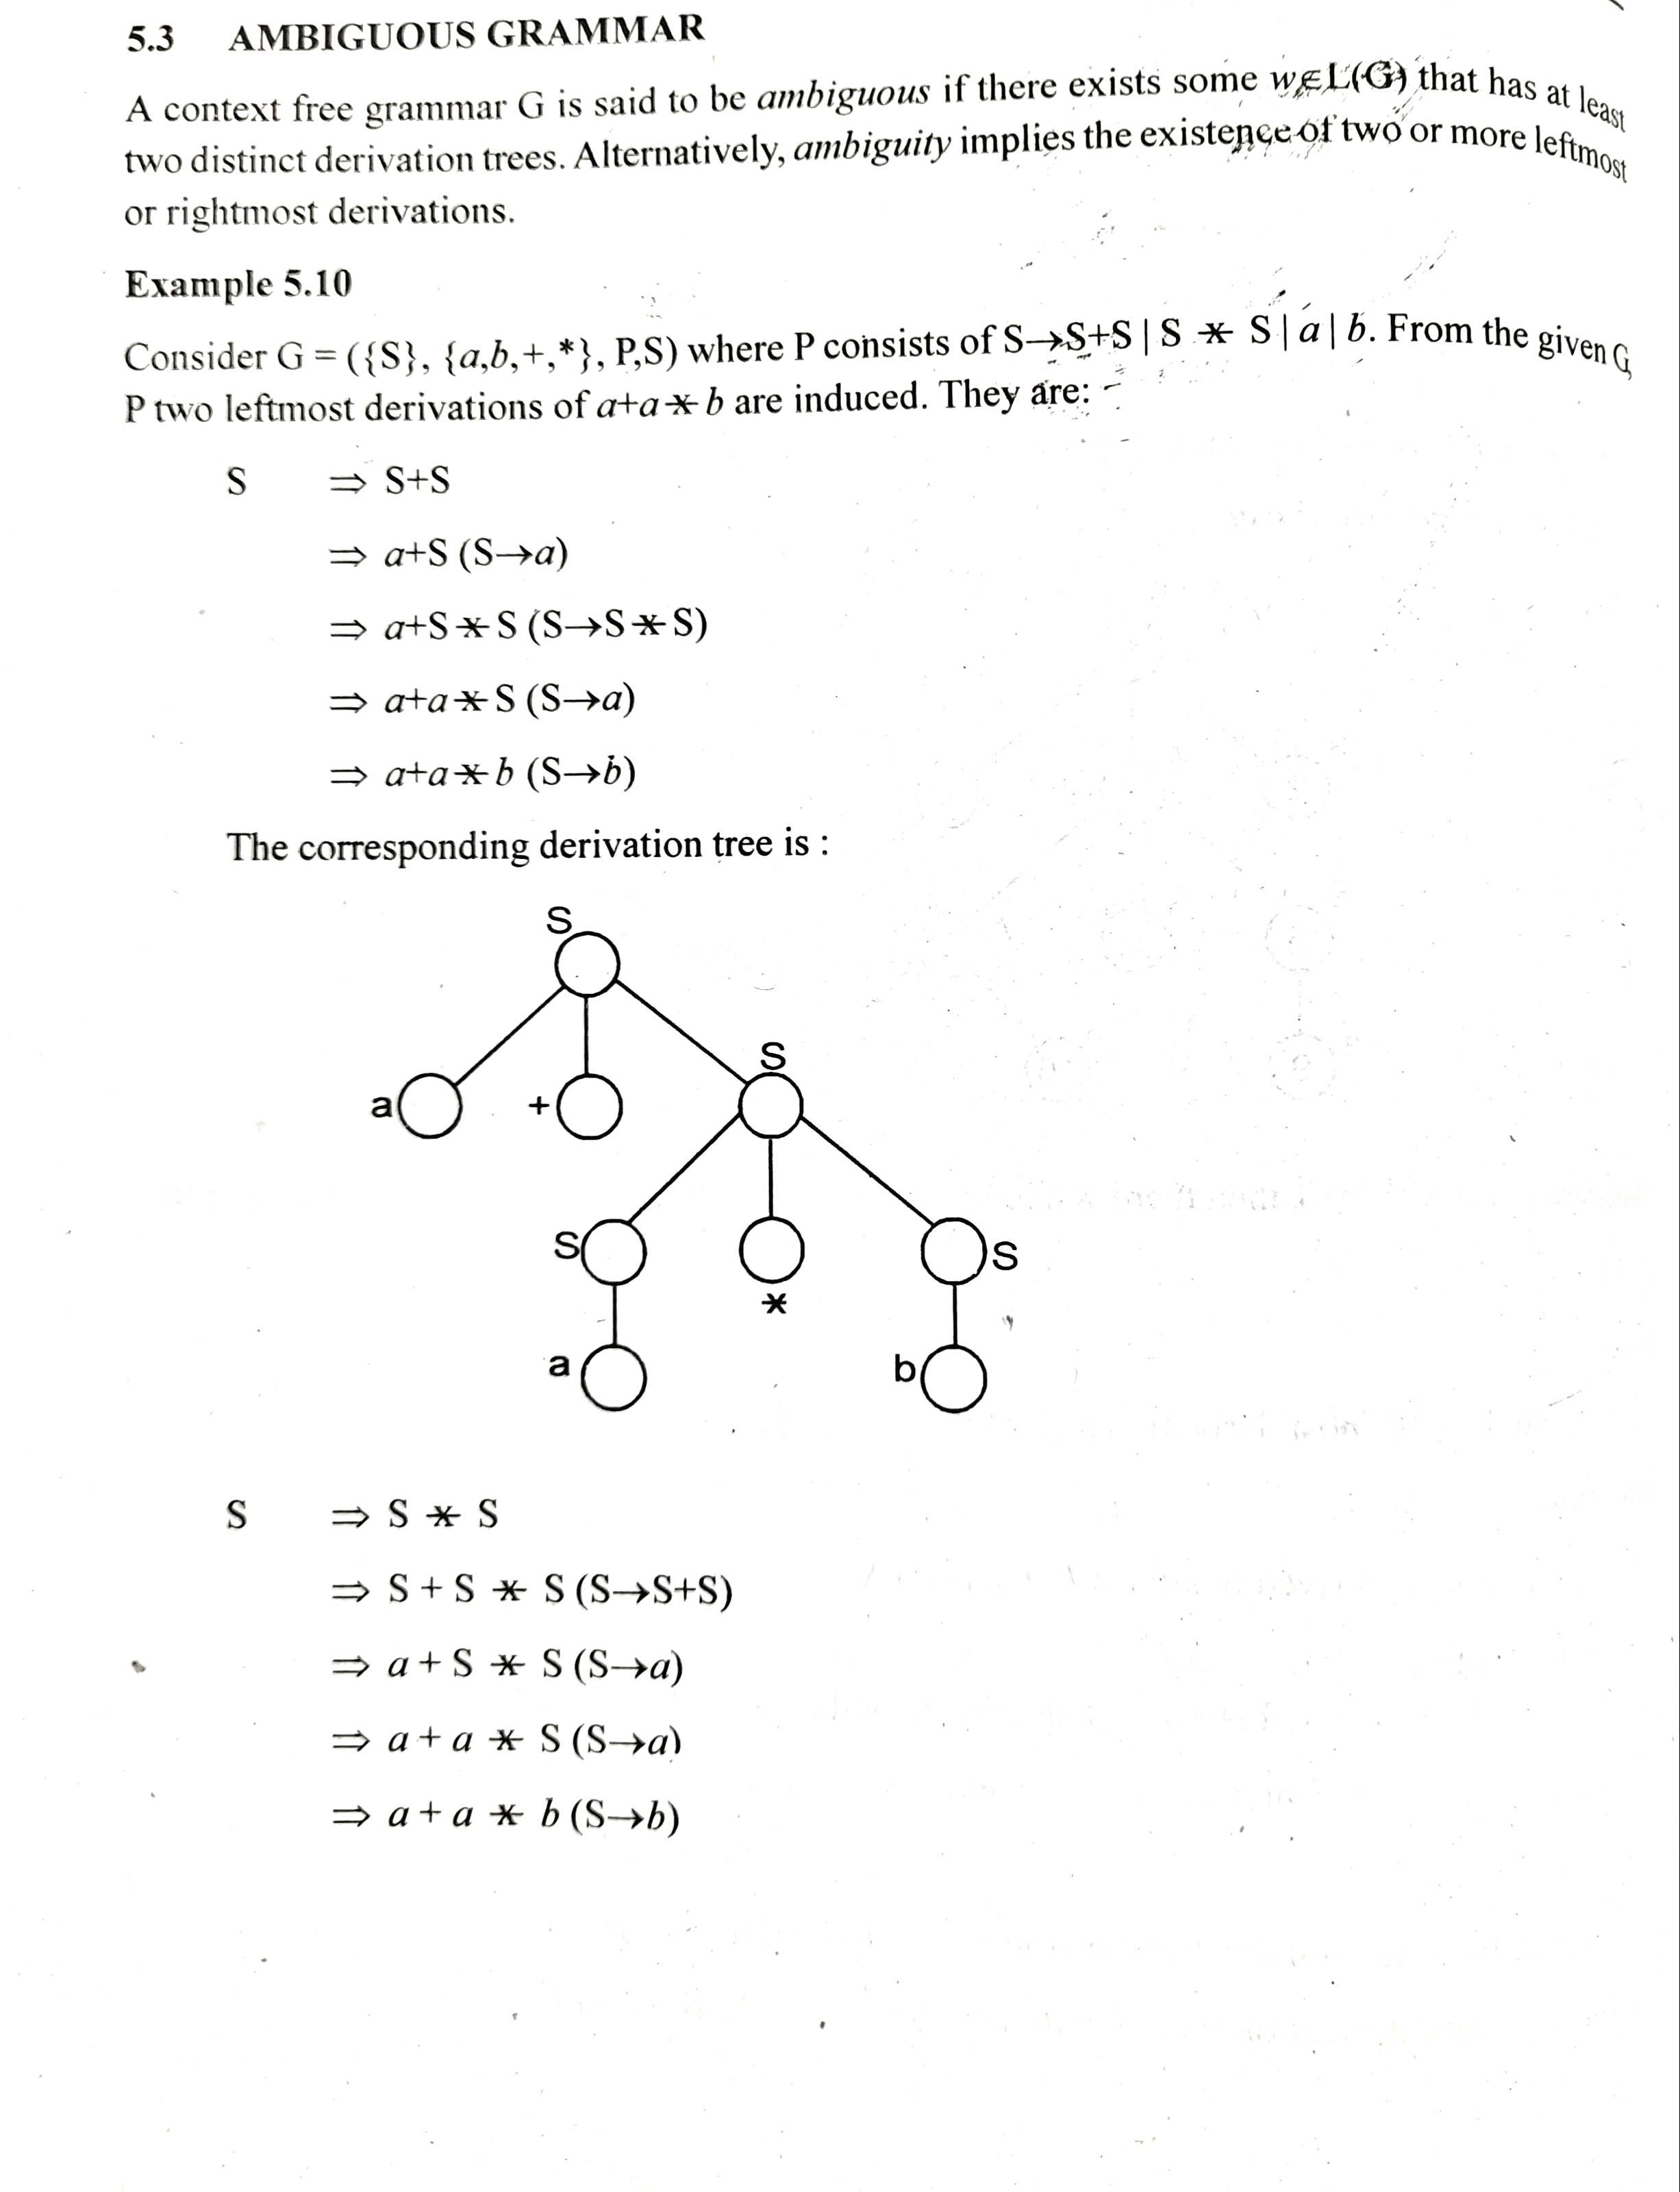 5.3 AMBIGUOUS GRAMMAR
A context free grammar G is said to be ambiguous if there exists some w∈L(G) that has at least
two distinct derivation trees. Alternatively, ambiguity implies the existence of two or more leftmost
or rightmost derivations.
Example 5.10
Consider G = ({S}, {a,b,+,*}, P,S) where P consists of S→S+S | S * S | a | b. From the given G,
P two leftmost derivations of a+a * b are induced. They are: -
S ⇒ S+S
⇒ a+S (S→a)
⇒ a+S * S (S→S * S)
⇒ a+a * S (S→a)
⇒ a+a * b (S→b)
The corresponding derivation tree is :
S
S
a +
S * S
a b
S ⇒ S * S
⇒ S + S * S (S→S+S)
⇒ a + S * S (S→a)
⇒ a + a * S (S→a)
⇒ a + a * b (S→b)